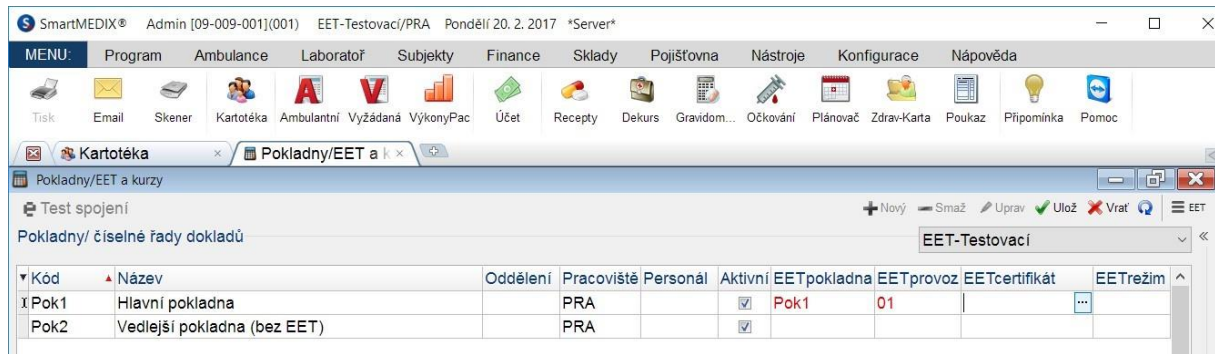 SmartMEDIX® Admin [09-009-001](001) EET-Testovací/PRA Pondělí 20. 2. 2017 *Server*
MENU: Program Ambulance Laboratoř Subjekty Finance Sklady Pojišťovna Nástroje Konfigurace Nápověda
Tisk Email Skener Kartotéka Ambulantní Vyžádaná VýkonyPac Účet Recepty Dekurs Gravidom... Očkování Plánovač Zdrav-Karta Poukaz Připomínka Pomoc
Kartotéka Pokladny/EET a k
Pokladny/EET a kurzy
Test spojení Nový Smaž Uprav Ulož Vrať EET
Pokladny/ číselné řady dokladů EET-Testovací
Kód Název Oddělení Pracoviště Personál Aktivní EETpokladna EETprovoz EETcertifikát EETrežim
Pok1 Hlavní pokladna PRA Pok1 01 ...
Pok2 Vedlejší pokladna (bez EET) PRA